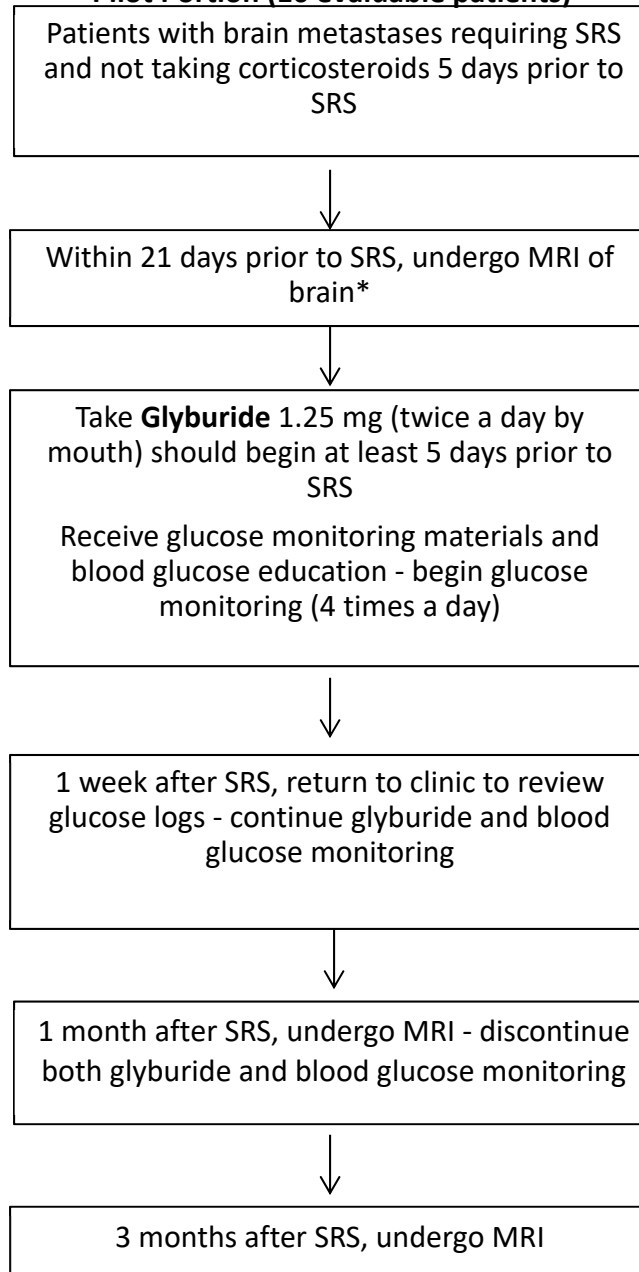 Patients with brain metastases requiring SRS
and not taking corticosteroids 5 days prior to
SRS
Within 21 days prior to SRS, undergo MRI of
brain*
Take Glyburide 1.25 mg (twice a day by
mouth) should begin at least 5 days prior to
SRS
Receive glucose monitoring materials and
blood glucose education - begin glucose
monitoring (4 times a day)
1 week after SRS, return to clinic to review
glucose logs - continue glyburide and blood
glucose monitoring
1 month after SRS, undergo MRI - discontinue
both glyburide and blood glucose monitoring
3 months after SRS, undergo MRI